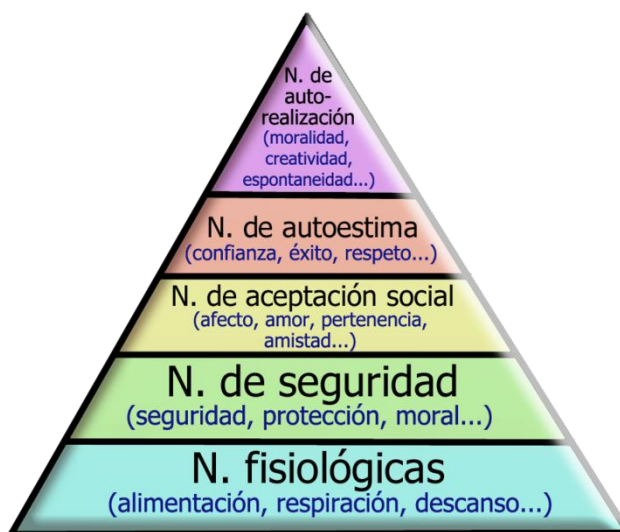 N. de
auto-
realización
(moralidad,
creatividad,
espontaneidad...)
N. de autoestima
(confianza, éxito, respeto...)
N. de aceptación social
(afecto, amor, pertenencia,
amistad...)
N. de seguridad
(seguridad, protección, moral...)
N. fisiológicas
(alimentación, respiración, descanso...)